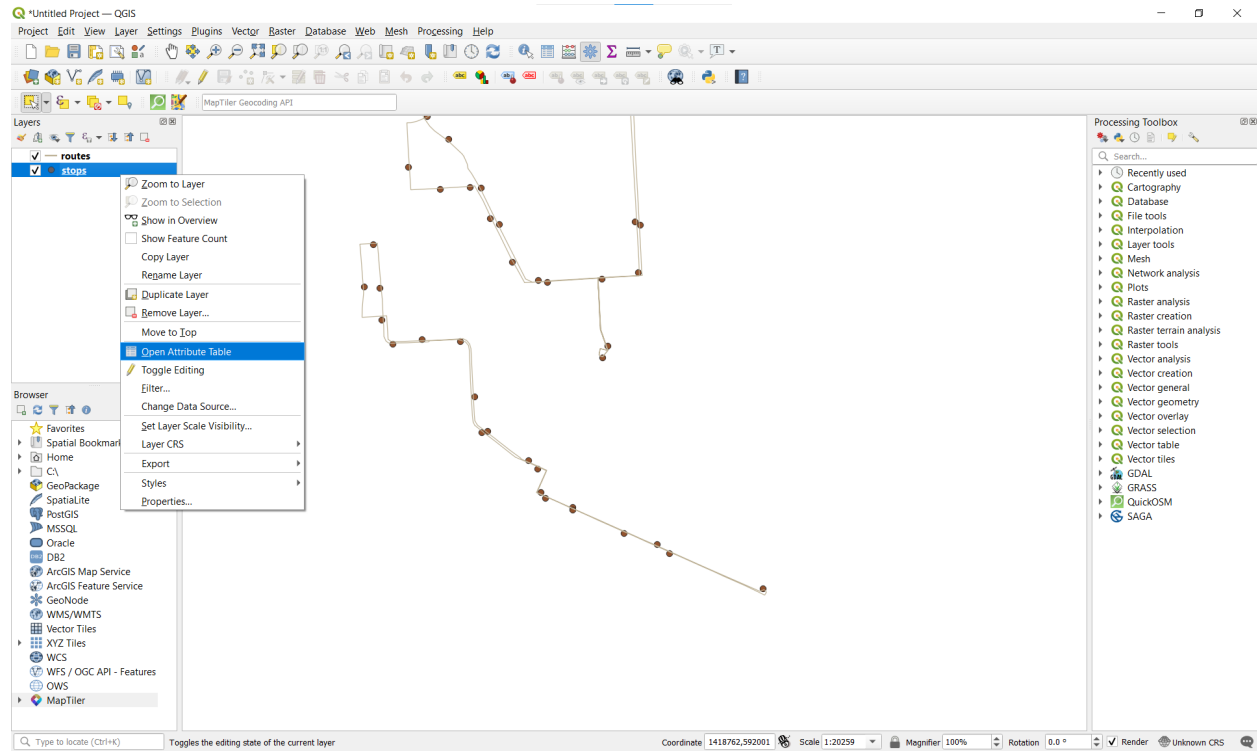 *Untitled Project — QGIS
Project Edit View Layer Settings Plugins Vector Raster Database Web Mesh Processing Help
MapTiler Geocoding API
Layers
routes
stops
Zoom to Layer
Zoom to Selection
Show in Overview
Show Feature Count
Copy Layer
Rename Layer
Duplicate Layer
Remove Layer...
Move to Top
Open Attribute Table
Toggle Editing
Filter...
Change Data Source...
Set Layer Scale Visibility...
Layer CRS
Export
Styles
Properties...
Browser
Favorites
Spatial Bookmar
Home
C:\
GeoPackage
SpatiaLite
PostGIS
MSSQL
Oracle
DB2
ArcGIS Map Service
ArcGIS Feature Service
GeoNode
WMS/WMTS
Vector Tiles
XYZ Tiles
WCS
WFS / OGC API - Features
OWS
MapTiler
Processing Toolbox
Search...
Recently used
Cartography
Database
File tools
Interpolation
Layer tools
Mesh
Network analysis
Plots
Raster analysis
Raster creation
Raster terrain analysis
Raster tools
Vector analysis
Vector creation
Vector general
Vector geometry
Vector overlay
Vector selection
Vector table
Vector tiles
GDAL
GRASS
QuickOSM
SAGA
Type to locate (Ctrl+K) Toggles the editing state of the current layer Coordinate 1418762,592001 Scale 1:20259 Magnifier 100% Rotation 0.0 ° Render Unknown CRS